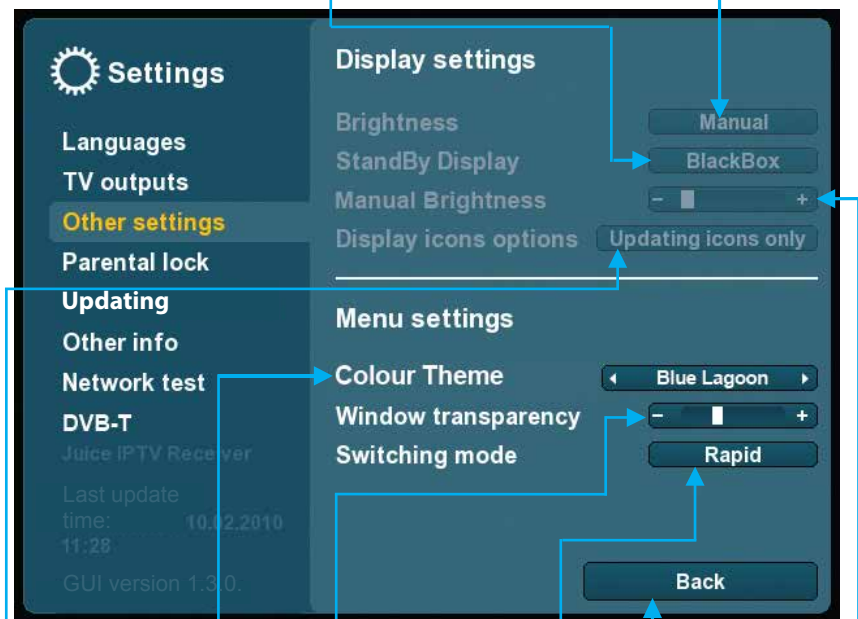 Settings
Languages
TV outputs
Other settings
Parental lock
Updating
Other info
Network test
DVB-T
Juice IPTV Receiver
Last update
time: 10.02.2010
11:28
GUI version 1.3.0.
Display settings
Brightness Manual
StandBy Display BlackBox
Manual Brightness - +
Display icons options Updating icons only
Menu settings
Colour Theme Blue Lagoon
Window transparency - +
Switching mode Rapid
Back